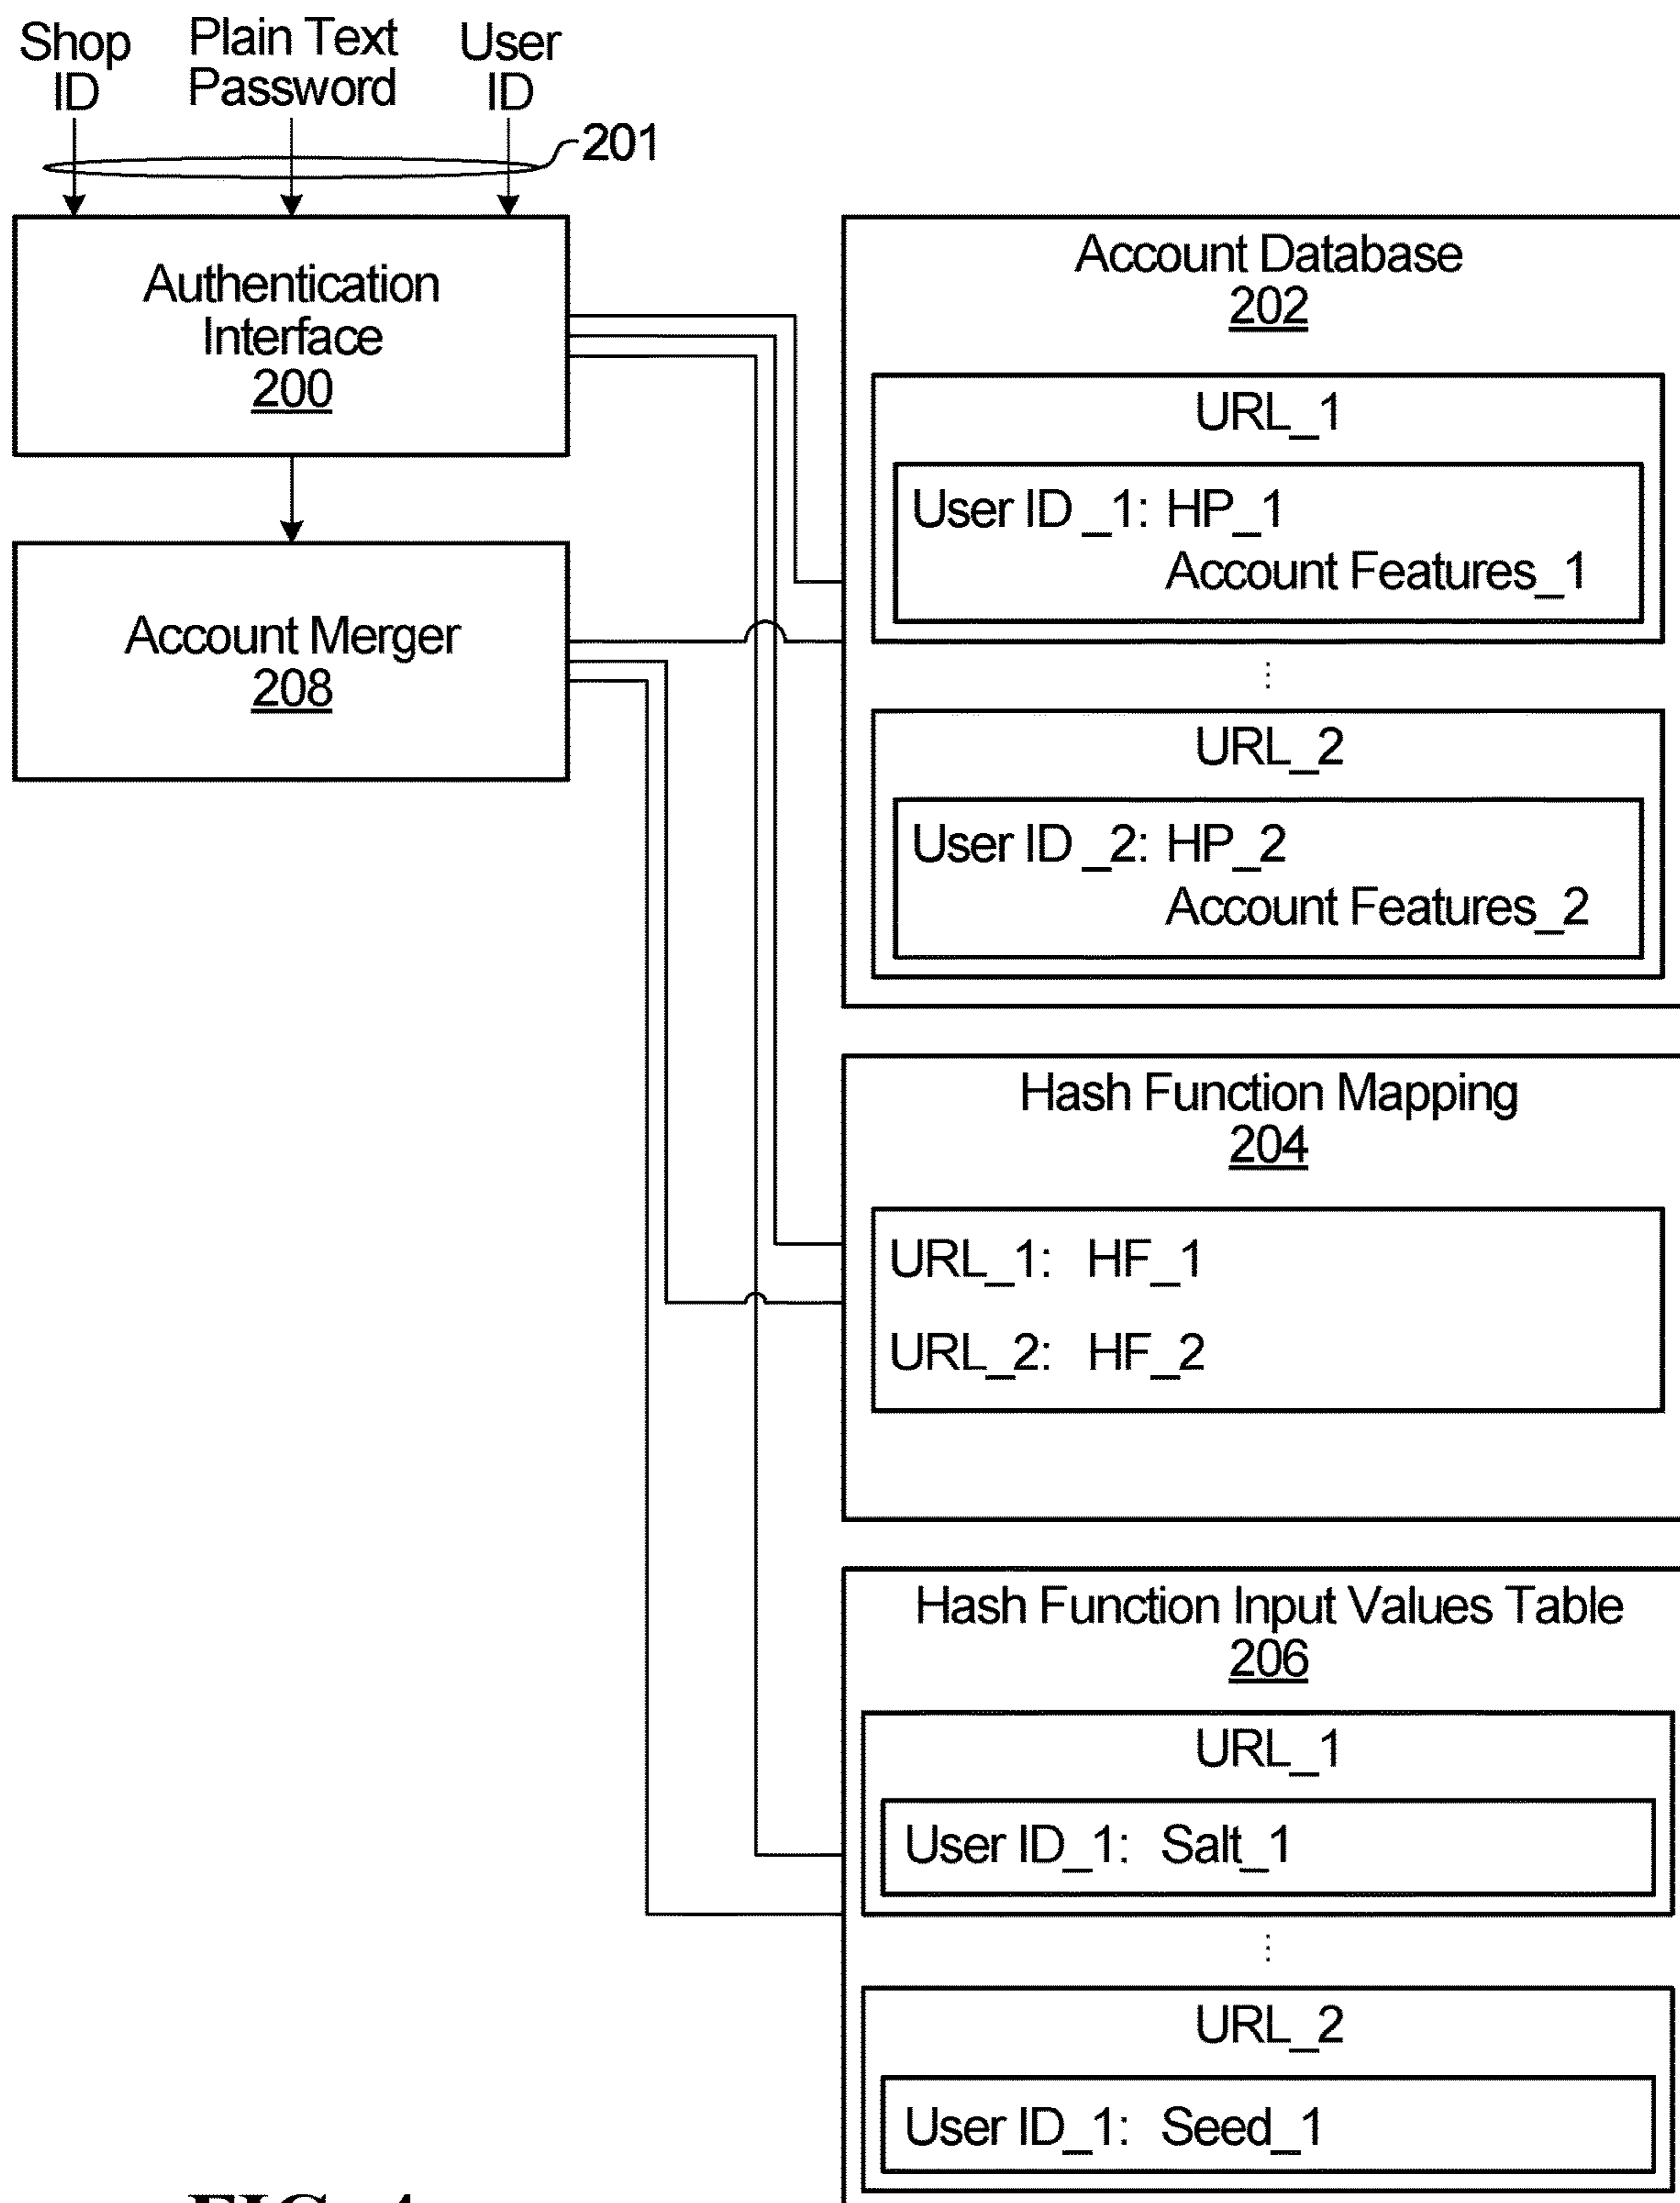 Shop
ID
Plain Text
Password
User
ID
201
Authentication
Interface
200
Account Merger
208
Account Database
202
URL_1
User ID _1: HP_1
Account Features_1
URL_2
User ID _2: HP_2
Account Features_2
Hash Function Mapping
204
URL_1: HF_1
URL_2: HF_2
Hash Function Input Values Table
206
URL_1
User ID_1: Salt_1
URL_2
User ID_1: Seed_1